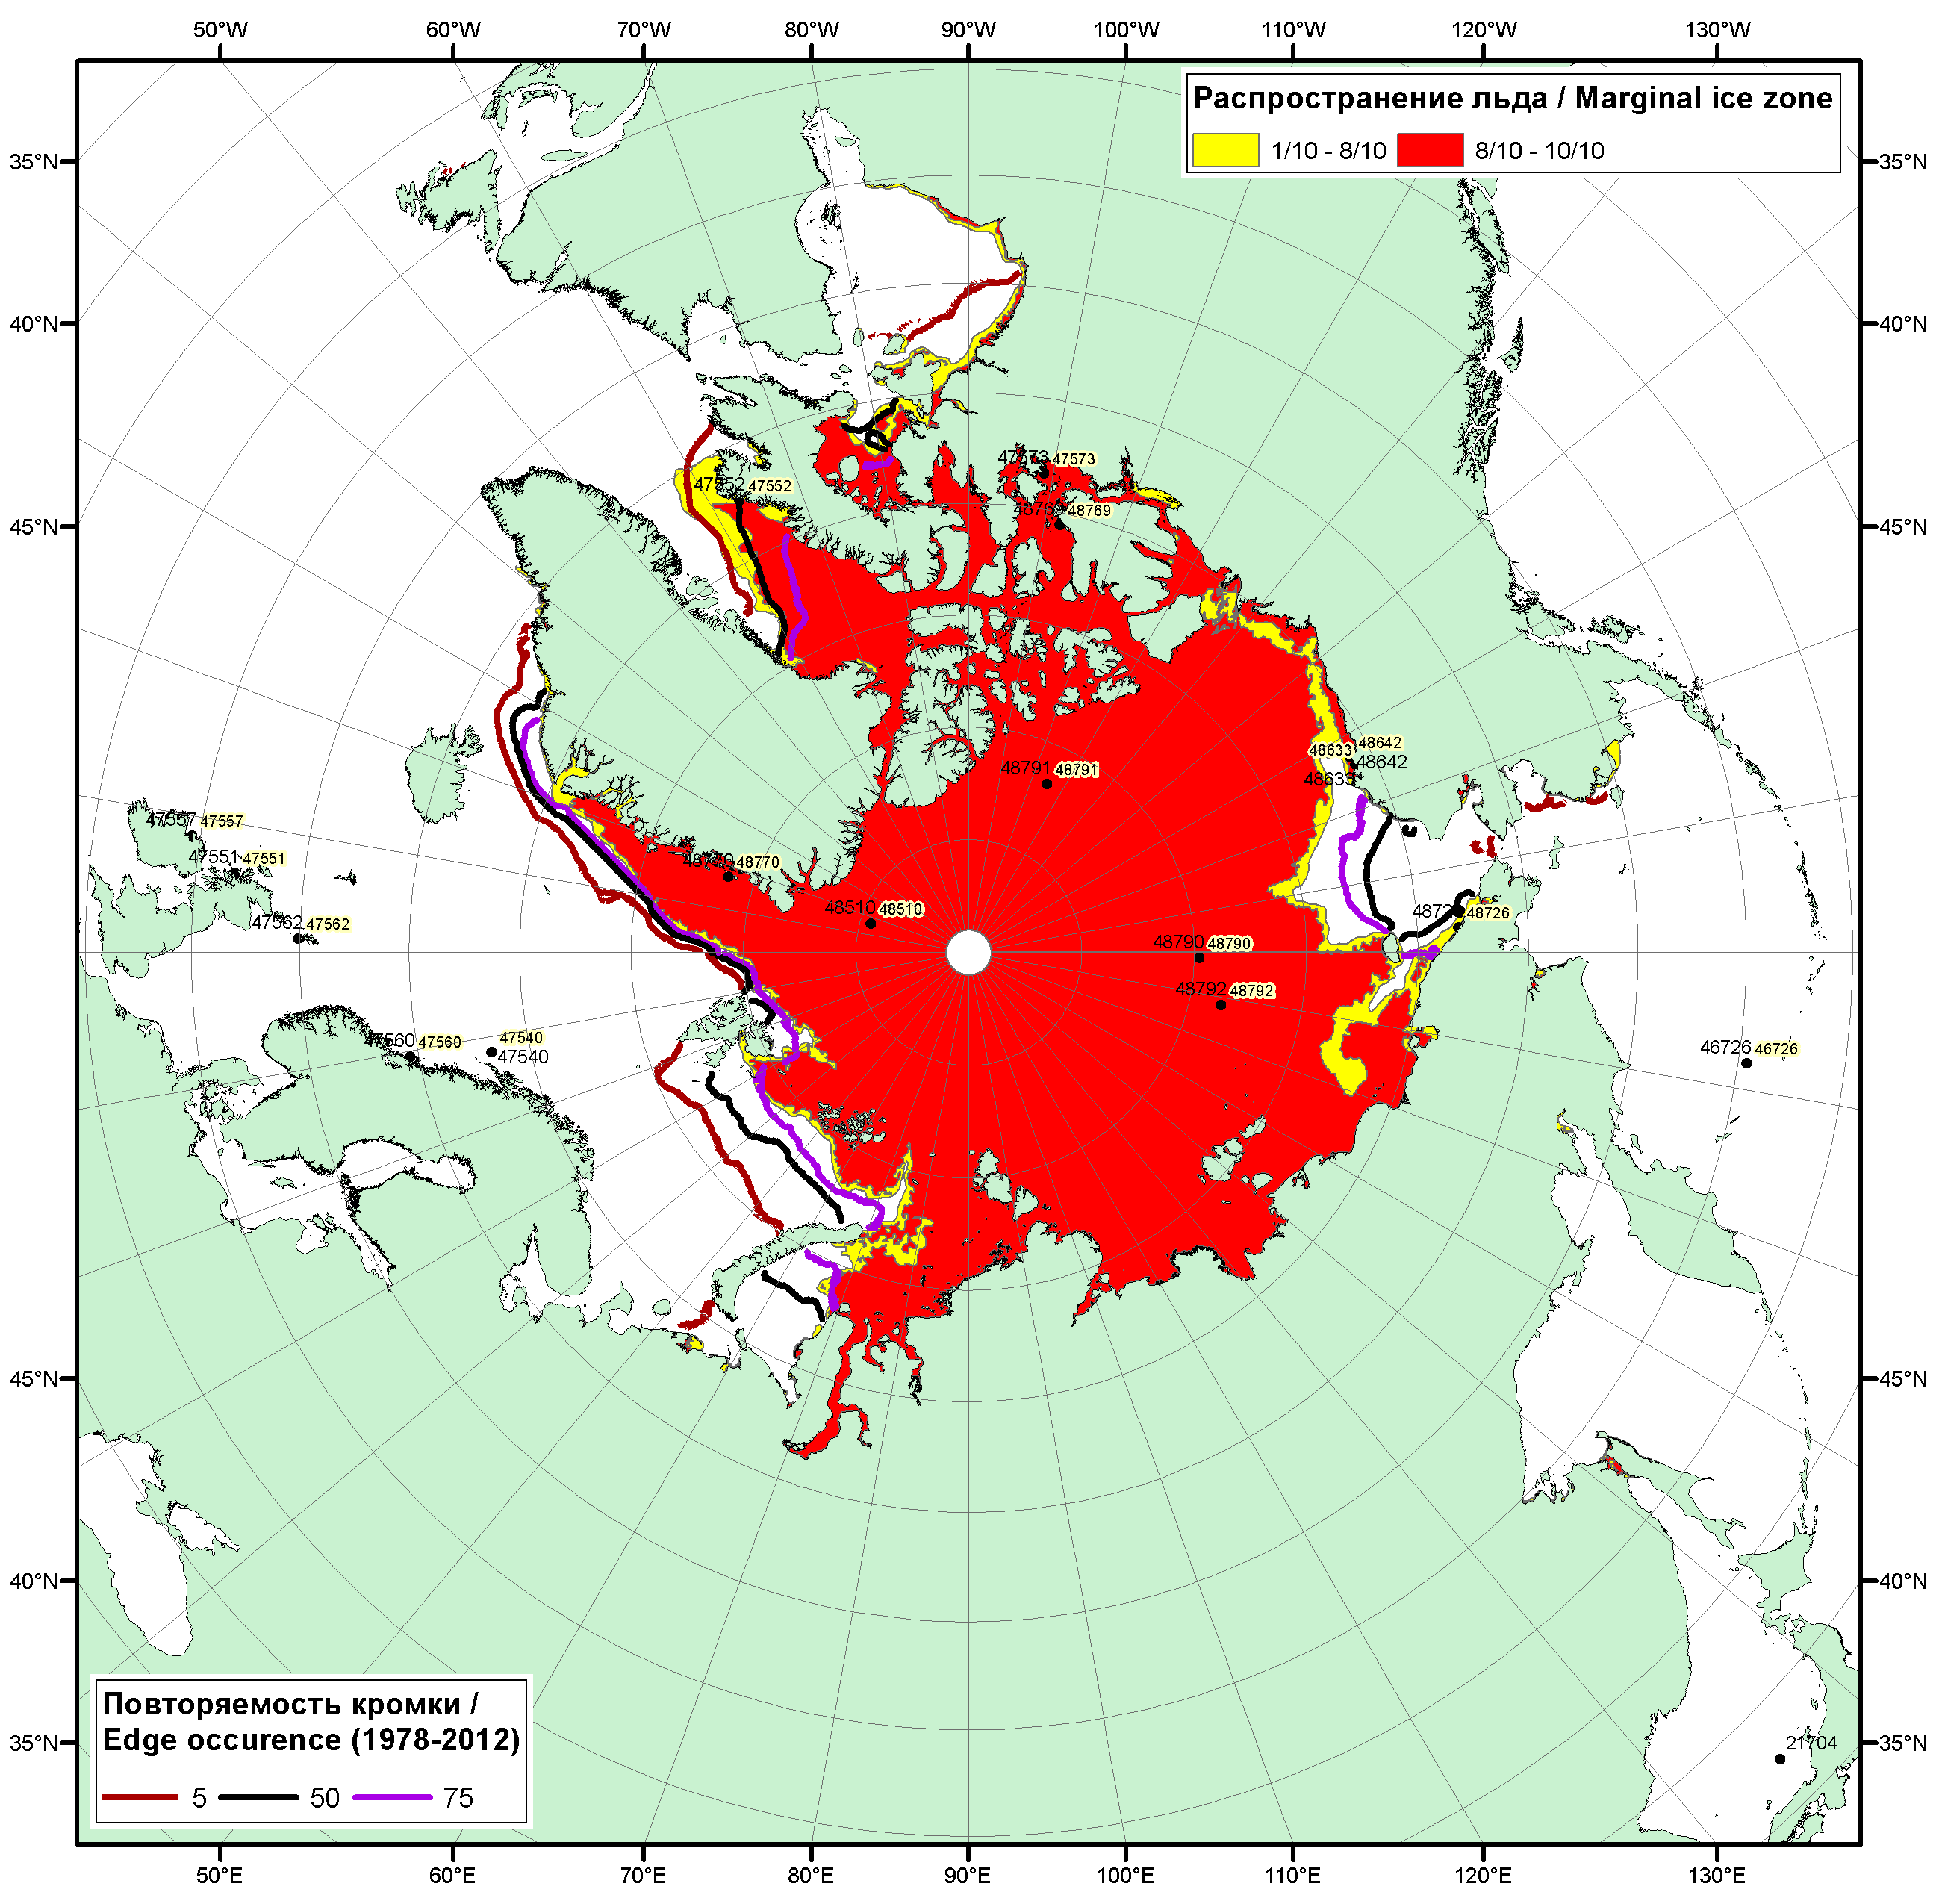 50°W 60°W 70°W 80°W 90°W 100°W 110°W 120°W 130°W
Распространение льда / Marginal ice zone
1/10 - 8/10 8/10 - 10/10
35°N 35°N
40°N 40°N
47573 47573
47552 47552
48769 48769
45°N 45°N
48633 48642
48642
48633
48791 48791
47557 47557
47551 47551
48770 48770
48510 48510
48726
47562 47562
48790 48790
48792 48792
47560 47560 47540
47540
46726 46726
45°N 45°N
40°N 40°N
Повторяемость кромки /
Edge occurence (1978-2012)
5 50 75
35°N 35°N
21704
50°E 60°E 70°E 80°E 90°E 100°E 110°E 120°E 130°E